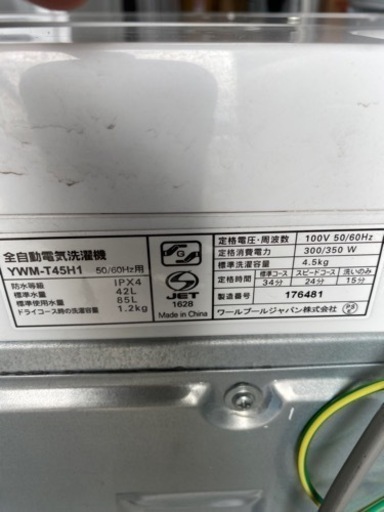 全自動電気洗濯機
YWM-T45H1 50/60Hz用
防水等級 IPX4
標準水量 42L
標準使用水量 85L
ドライコース時の洗濯容量 1.2kg
S G
JET
1628
Made in China
定格電圧・周波数 100V 50/60Hz
定格消費電力 300/350 W
標準洗濯容量 4.5kg
定格時間 標準コース スピードコース 洗いのみ
34分 24分 15分
製造番号 176481
ワールプールジャパン株式会社